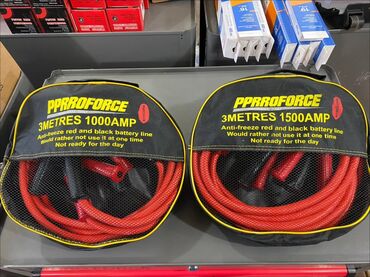 PPRROFORCE
3METRES 1000AMP
Anti-freeze red and black battery line
Would rather not use it at one time
Not ready for the day
PPRROFORCE
3METRES 1500AMP
Anti-freeze red and black battery line
Would rather not use it at one time
Not ready for the day